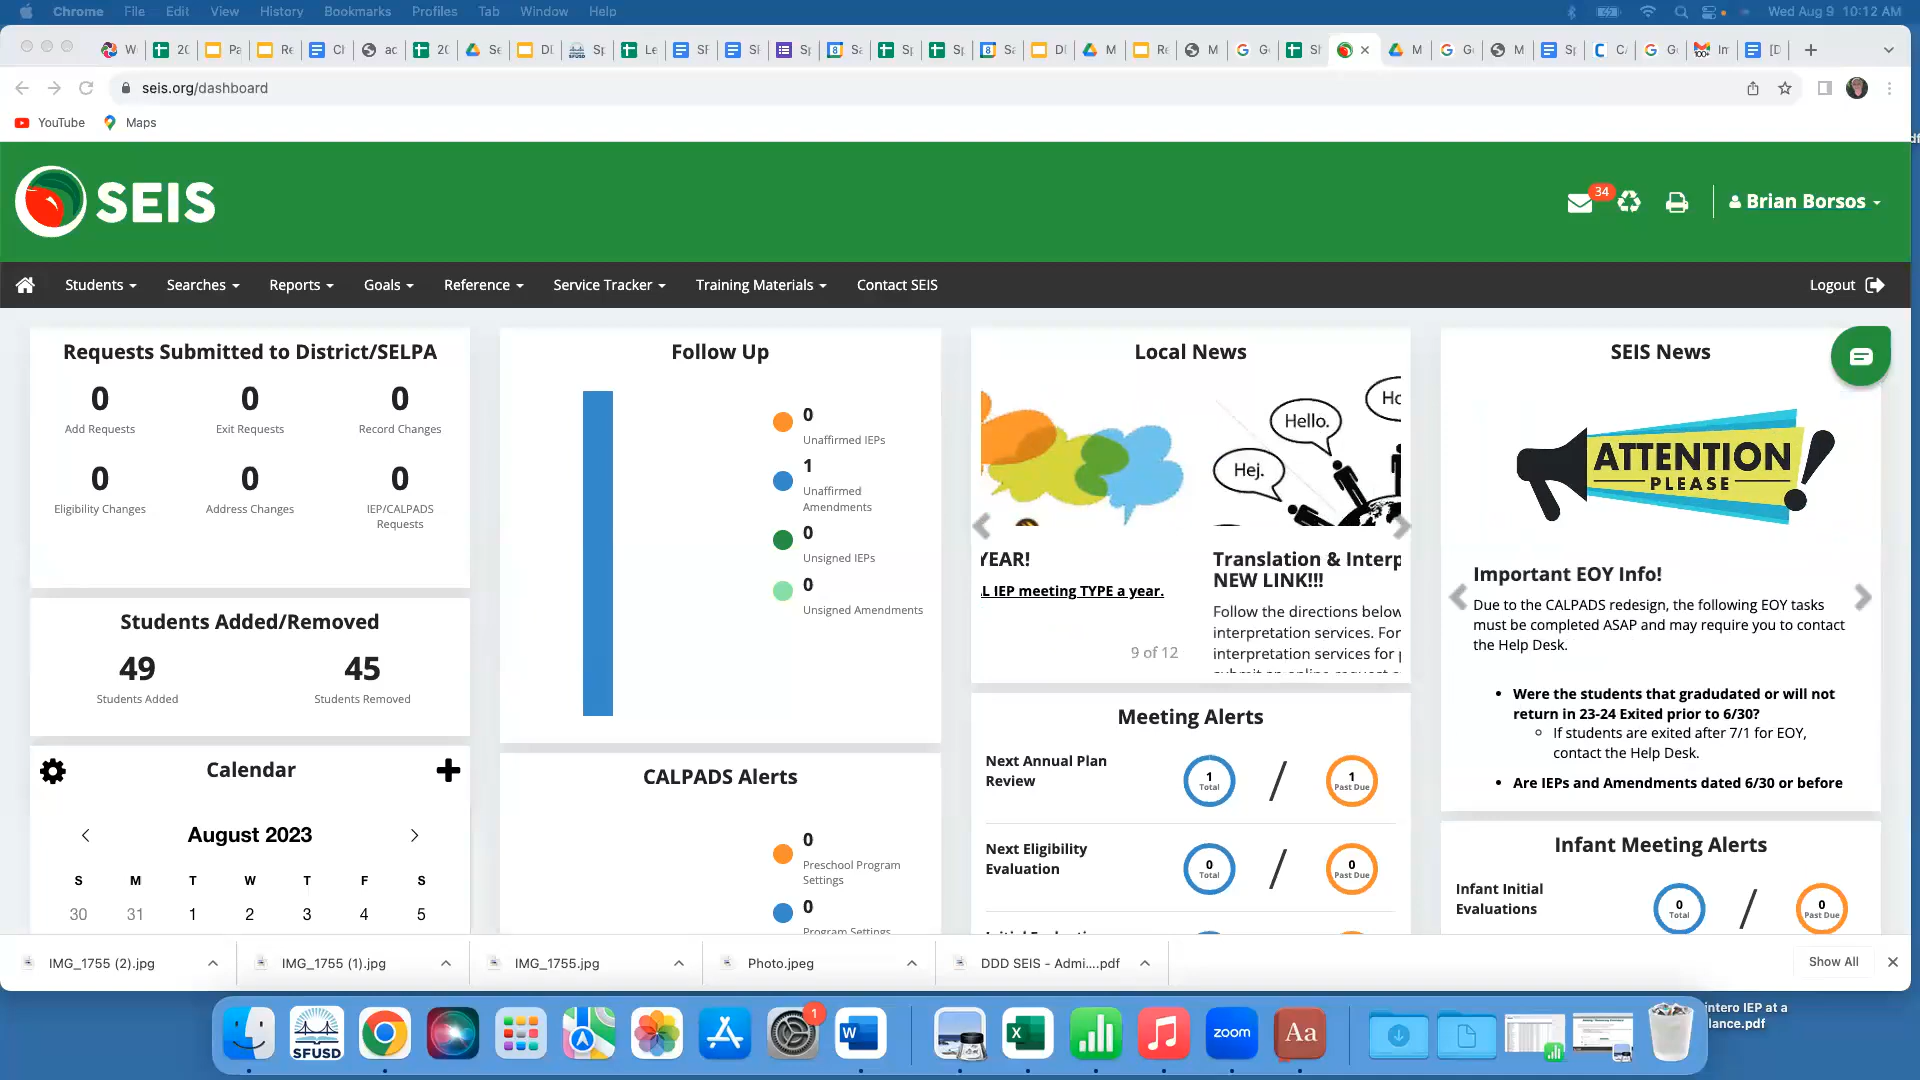 Chrome File Edit View History Bookmarks Profiles Tab Window Help Wed Aug 9 10:12 AM
seis.org/dashboard
YouTube Maps
SEIS
34
Brian Borsos
Students Searches Reports Goals Reference Service Tracker Training Materials Contact SEIS Logout
Requests Submitted to District/SELPA
0 0 0
Add Requests Exit Requests Record Changes
0 0 0
Eligibility Changes Address Changes IEP/CALPADS
Requests
Students Added/Removed
49 45
Students Added Students Removed
Calendar
August 2023
S M T W T F S
30 31 1 2 3 4 5
Follow Up
0
Unaffirmed IEPs
1
Unaffirmed
Amendments
0
Unsigned IEPs
0
Unsigned Amendments
CALPADS Alerts
0
Preschool Program
Settings
0
Program Settings
Local News
Hello.
Hej.
YEAR!
IEP meeting TYPE a year.
9 of 12
Translation &
NEW LINK!!!
Follow the directions below
interpretation services. For
interpretation services for
Meeting Alerts
Next Annual Plan
Review
1 Total / 1 Past Due
Next Eligibility
Evaluation
0 Total / 0 Past Due
SEIS News
ATTENTION
PLEASE
Important EOY Info!
Due to the CALPADS redesign, the following EOY tasks
must be completed ASAP and may require you to contact
the Help Desk.
• Were the students that gradudated or will not
return in 23-24 Exited prior to 6/30?
◦ If students are exited after 7/1 for EOY,
contact the Help Desk.
• Are IEPs and Amendments dated 6/30 or before
Infant Meeting Alerts
Infant Initial
Evaluations
0 Total / 0 Past Due
IMG_1755 (2).jpg IMG_1755 (1).jpg IMG_1755.jpg Photo.jpeg DDD SEIS - Admi....pdf Show All
SFUSD
1
W
X
zoom
Aa
intero IEP at a
lance.pdf